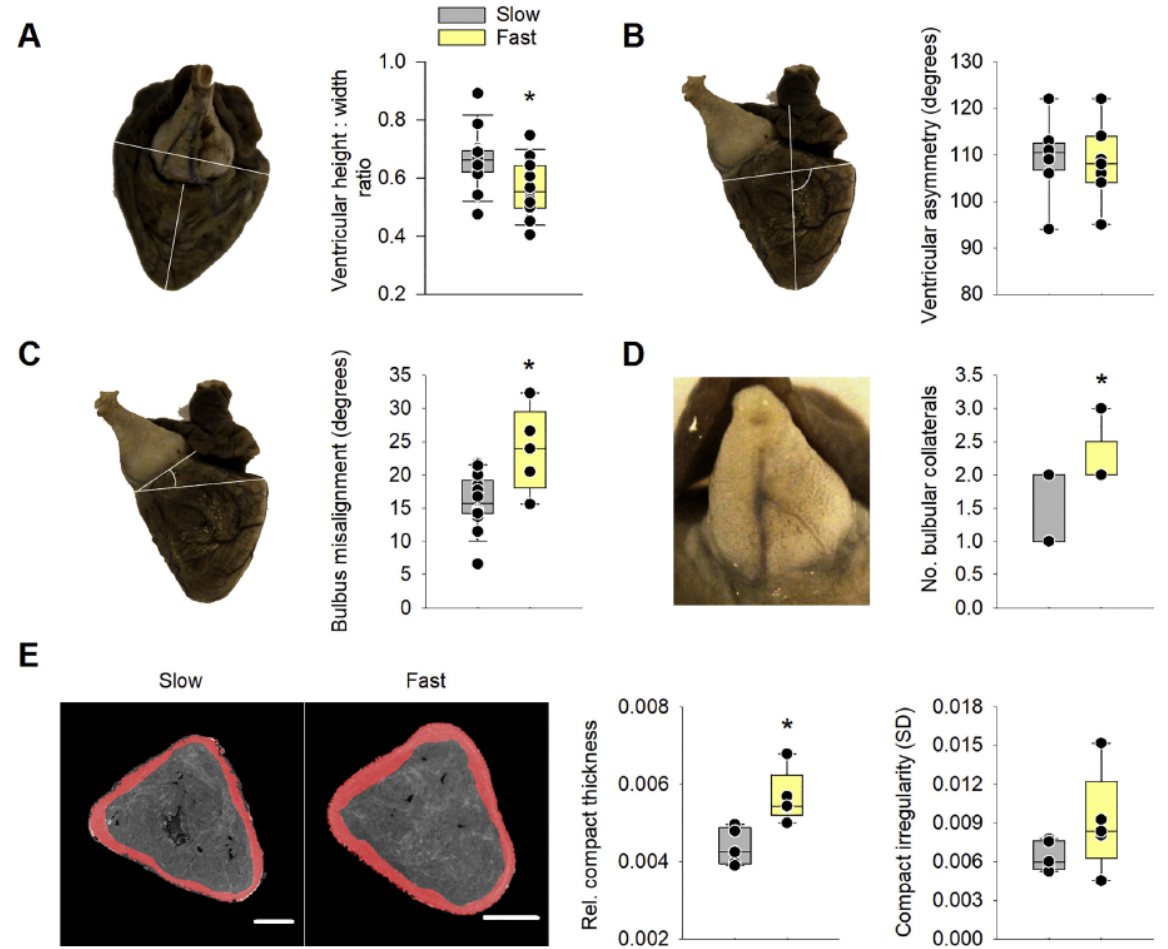 Slow
Fast
A
Ventricular height : width
ratio
1.0
0.8
0.6
0.4
0.2
*
B
Ventricular asymmetry (degrees)
130
120
110
100
90
80
C
Bulbus misalignment (degrees)
35
30
25
20
15
10
5
0
*
D
No. bulbular collaterals
3.5
3.0
2.5
2.0
1.5
1.0
0.5
0.0
*
E
Slow
Fast
Rel. compact thickness
0.008
0.006
0.004
0.002
*
Compact irregularity (SD)
0.018
0.015
0.012
0.009
0.006
0.003
0.000